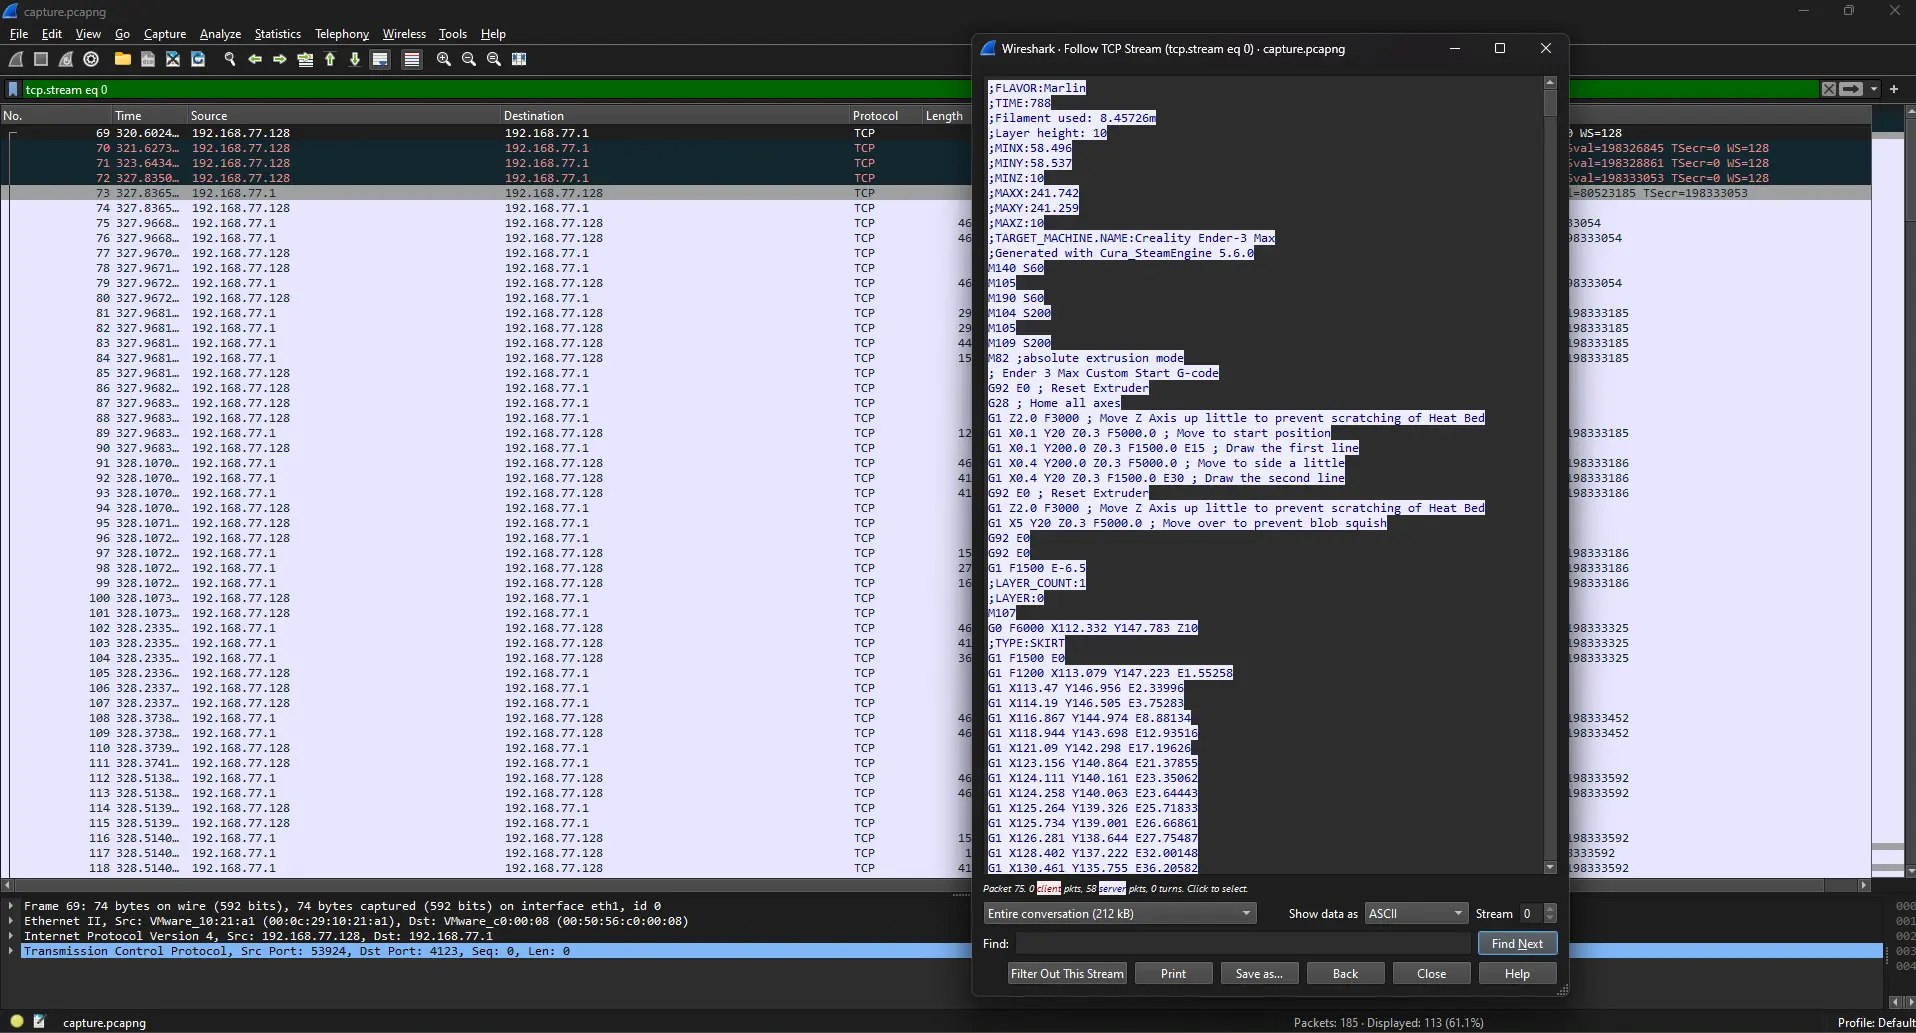 capture.pcapng
File Edit View Go Capture Analyze Statistics Telephony Wireless Tools Help
tcp.stream eq 0
No. Time Source Destination Protocol Length
69 320.6024… 192.168.77.128 192.168.77.1 TCP 0 WS=128
70 321.6273… 192.168.77.128 192.168.77.1 TCP Sval=198326845 TSecr=0 WS=128
71 323.6434… 192.168.77.128 192.168.77.1 TCP Sval=198328861 TSecr=0 WS=128
72 327.8350… 192.168.77.128 192.168.77.1 TCP Sval=198333053 TSecr=0 WS=128
73 327.8365… 192.168.77.1 192.168.77.128 TCP l=80523185 TSecr=198333053
74 327.8365… 192.168.77.128 192.168.77.1 TCP
75 327.9668… 192.168.77.1 192.168.77.128 TCP 46 33054
76 327.9668… 192.168.77.1 192.168.77.128 TCP 46 98333054
77 327.9670… 192.168.77.128 192.168.77.1 TCP
78 327.9671… 192.168.77.128 192.168.77.1 TCP
79 327.9672… 192.168.77.1 192.168.77.128 TCP 46 98333054
80 327.9672… 192.168.77.128 192.168.77.1 TCP
81 327.9681… 192.168.77.1 192.168.77.128 TCP 29 198333185
82 327.9681… 192.168.77.1 192.168.77.128 TCP 29 198333185
83 327.9681… 192.168.77.1 192.168.77.128 TCP 44 198333185
84 327.9681… 192.168.77.1 192.168.77.128 TCP 15 198333185
85 327.9681… 192.168.77.128 192.168.77.1 TCP
86 327.9682… 192.168.77.128 192.168.77.1 TCP
87 327.9683… 192.168.77.128 192.168.77.1 TCP
88 327.9683… 192.168.77.128 192.168.77.1 TCP
89 327.9683… 192.168.77.1 192.168.77.128 TCP 12 198333185
90 327.9683… 192.168.77.128 192.168.77.1 TCP
91 328.1070… 192.168.77.1 192.168.77.128 TCP 46 198333186
92 328.1070… 192.168.77.1 192.168.77.128 TCP 41 198333186
93 328.1070… 192.168.77.1 192.168.77.128 TCP 41 198333186
94 328.1070… 192.168.77.128 192.168.77.1 TCP
95 328.1071… 192.168.77.128 192.168.77.1 TCP
96 328.1072… 192.168.77.128 192.168.77.1 TCP
97 328.1072… 192.168.77.1 192.168.77.128 TCP 15 198333186
98 328.1072… 192.168.77.1 192.168.77.128 TCP 27 198333186
99 328.1072… 192.168.77.1 192.168.77.128 TCP 16 198333186
100 328.1073… 192.168.77.128 192.168.77.1 TCP
101 328.1073… 192.168.77.128 192.168.77.1 TCP
102 328.2335… 192.168.77.1 192.168.77.128 TCP 46 198333325
103 328.2335… 192.168.77.1 192.168.77.128 TCP 41 198333325
104 328.2335… 192.168.77.1 192.168.77.128 TCP 36 198333325
105 328.2336… 192.168.77.128 192.168.77.1 TCP
106 328.2337… 192.168.77.128 192.168.77.1 TCP
107 328.2337… 192.168.77.128 192.168.77.1 TCP
108 328.3738… 192.168.77.1 192.168.77.128 TCP 46 198333452
109 328.3738… 192.168.77.1 192.168.77.128 TCP 46 198333452
110 328.3739… 192.168.77.128 192.168.77.1 TCP
111 328.3741… 192.168.77.128 192.168.77.1 TCP
112 328.5138… 192.168.77.1 192.168.77.128 TCP 46 198333592
113 328.5138… 192.168.77.1 192.168.77.128 TCP 46 198333592
114 328.5139… 192.168.77.128 192.168.77.1 TCP
115 328.5139… 192.168.77.128 192.168.77.1 TCP
116 328.5140… 192.168.77.1 192.168.77.128 TCP 15 198333592
117 328.5140… 192.168.77.1 192.168.77.128 TCP 1 8333592
118 328.5140… 192.168.77.1 192.168.77.128 TCP 41 198333592
Frame 69: 74 bytes on wire (592 bits), 74 bytes captured (592 bits) on interface eth1, id 0
Ethernet II, Src: VMware_10:21:a1 (00:0c:29:10:21:a1), Dst: VMware_c0:00:08 (00:50:56:c0:00:08)
Internet Protocol Version 4, Src: 192.168.77.128, Dst: 192.168.77.1
Transmission Control Protocol, Src Port: 53924, Dst Port: 4123, Seq: 0, Len: 0
000
001
002
003
004
Wireshark · Follow TCP Stream (tcp.stream eq 0) · capture.pcapng
;FLAVOR:Marlin
;TIME:788
;Filament used: 8.45726m
;Layer height: 10
;MINX:58.496
;MINY:58.537
;MINZ:10
;MAXX:241.742
;MAXY:241.259
;MAXZ:10
;TARGET_MACHINE.NAME:Creality Ender-3 Max
;Generated with Cura_SteamEngine 5.6.0
M140 S60
M105
M190 S60
M104 S200
M105
M109 S200
M82 ;absolute extrusion mode
; Ender 3 Max Custom Start G-code
G92 E0 ; Reset Extruder
G28 ; Home all axes
G1 Z2.0 F3000 ; Move Z Axis up little to prevent scratching of Heat Bed
G1 X0.1 Y20 Z0.3 F5000.0 ; Move to start position
G1 X0.1 Y200.0 Z0.3 F1500.0 E15 ; Draw the first line
G1 X0.4 Y200.0 Z0.3 F5000.0 ; Move to side a little
G1 X0.4 Y20 Z0.3 F1500.0 E30 ; Draw the second line
G92 E0 ; Reset Extruder
G1 Z2.0 F3000 ; Move Z Axis up little to prevent scratching of Heat Bed
G1 X5 Y20 Z0.3 F5000.0 ; Move over to prevent blob squish
G92 E0
G92 E0
G1 F1500 E-6.5
;LAYER_COUNT:1
;LAYER:0
M107
G0 F6000 X112.332 Y147.783 Z10
;TYPE:SKIRT
G1 F1500 E0
G1 F1200 X113.079 Y147.223 E1.55258
G1 X113.47 Y146.956 E2.33996
G1 X114.19 Y146.505 E3.75283
G1 X116.867 Y144.974 E8.88134
G1 X118.944 Y143.698 E12.93516
G1 X121.09 Y142.298 E17.19626
G1 X123.156 Y140.864 E21.37855
G1 X124.111 Y140.161 E23.35062
G1 X124.258 Y140.063 E23.64443
G1 X125.264 Y139.326 E25.71833
G1 X125.734 Y139.001 E26.66861
G1 X126.281 Y138.644 E27.75487
G1 X128.402 Y137.222 E32.00148
G1 X130.461 Y135.755 E36.20582
Packet 75. 0 client pkts, 58 server pkts, 0 turns. Click to select.
Entire conversation (212 kB) Show data as ASCII Stream 0
Find: Find Next
Filter Out This Stream Print Save as… Back Close Help
capture.pcapng Packets: 185 · Displayed: 113 (61.1%) Profile: Default